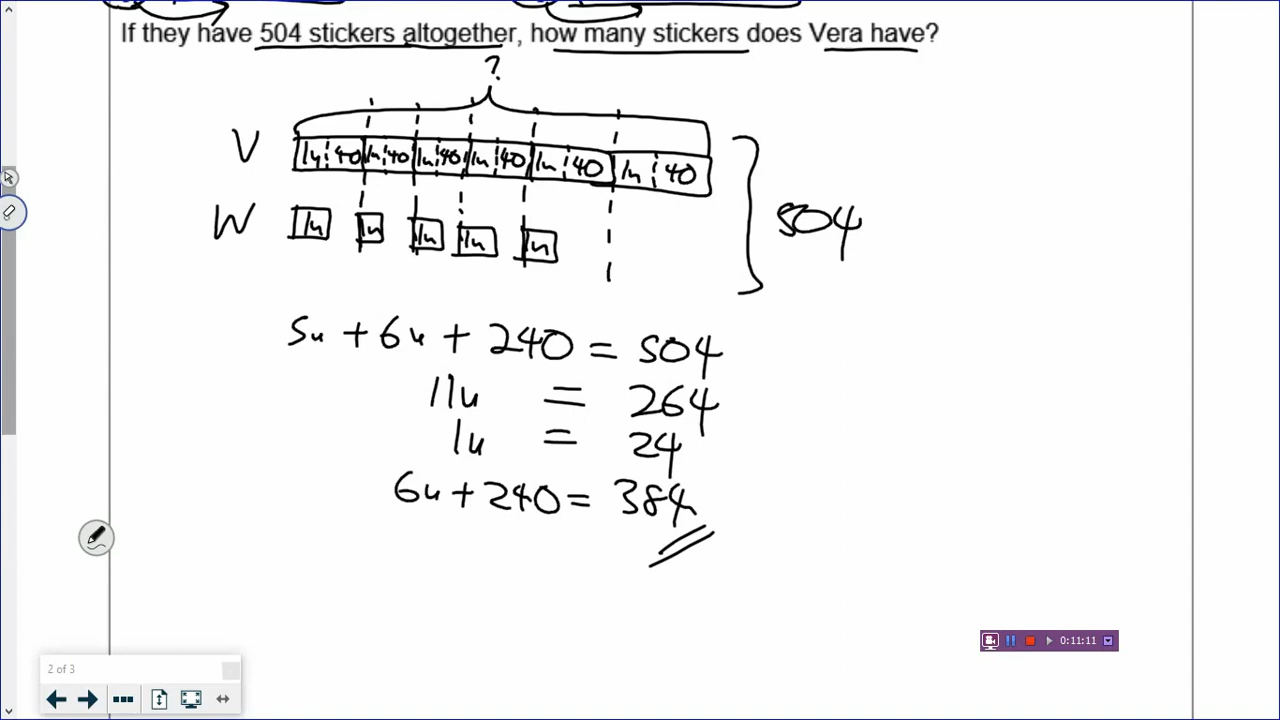 If they have 504 stickers altogether, how many stickers does Vera have?
?
V 1u 40 1u 40 1u 40 1u 40 1u 40 1u 40
W 1u 1u 1u 1u 1u
504
5u + 6u + 240 = 504
11u = 264
1u = 24
6u + 240 = 384
0:11:11
2 of 3